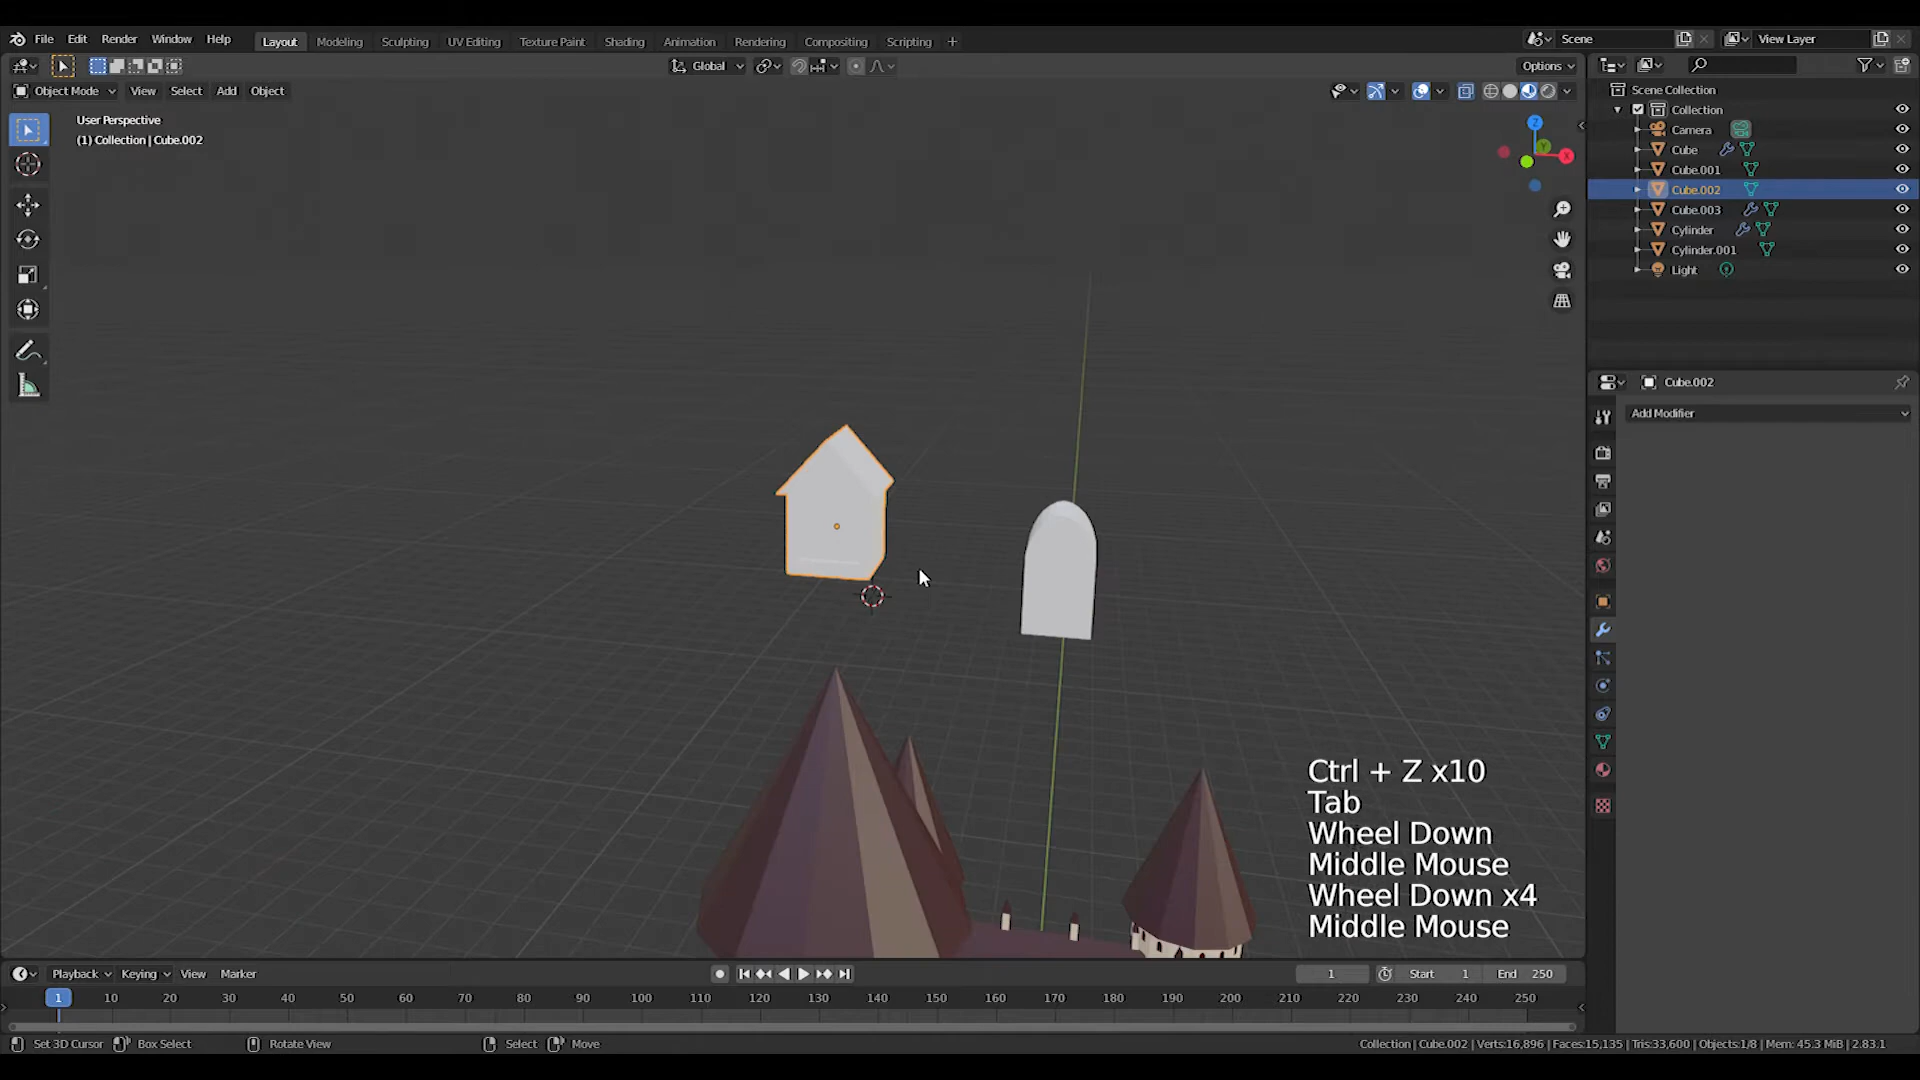 File Edit Render Window Help Layout Modeling Sculpting UV Editing Texture Paint Shading Animation Rendering Compositing Scripting + Scene View Layer
Global Options
Object Mode View Select Add Object
User Perspective
(1) Collection | Cube.002
Z
Y
X
Scene Collection
Collection
Camera
Cube
Cube.001
Cube.002
Cube.003
Cylinder
Cylinder.001
Light
Cube.002
Add Modifier
Ctrl + Z x10
Tab
Wheel Down
Middle Mouse
Wheel Down x4
Middle Mouse
Playback Keying View Marker 1 Start 1 End 250
1 10 20 30 40 50 60 70 80 90 100 110 120 130 140 150 160 170 180 190 200 210 220 230 240 250
Set 3D Cursor Box Select Rotate View Select Move Collection | Cube.002 | Verts:16,896 | Faces:15,135 | Tris:33,600 | Objects:1/8 | Mem: 45.3 MiB | 2.83.1